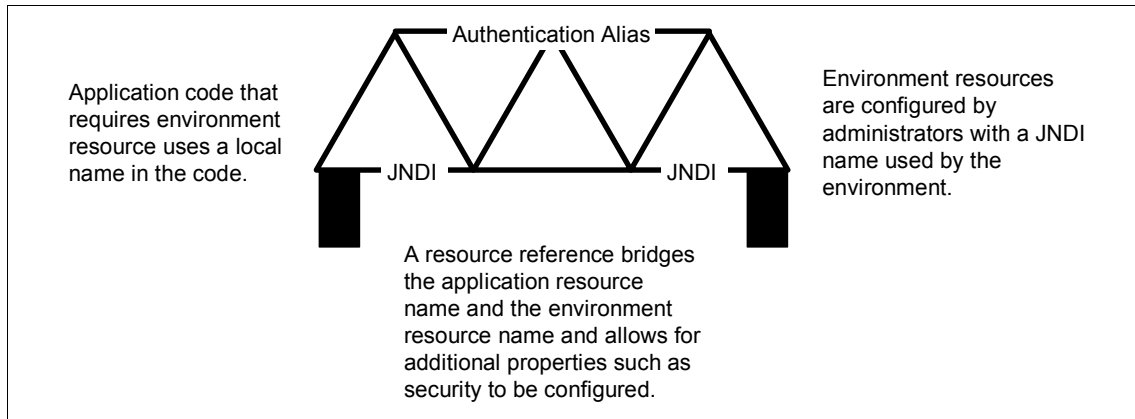 Authentication Alias
Application code that
requires environment
resource uses a local
name in the code.
JNDI
JNDI
Environment resources
are configured by
administrators with a JNDI
name used by the
environment.
A resource reference bridges
the application resource
name and the environment
resource name and allows for
additional properties such as
security to be configured.